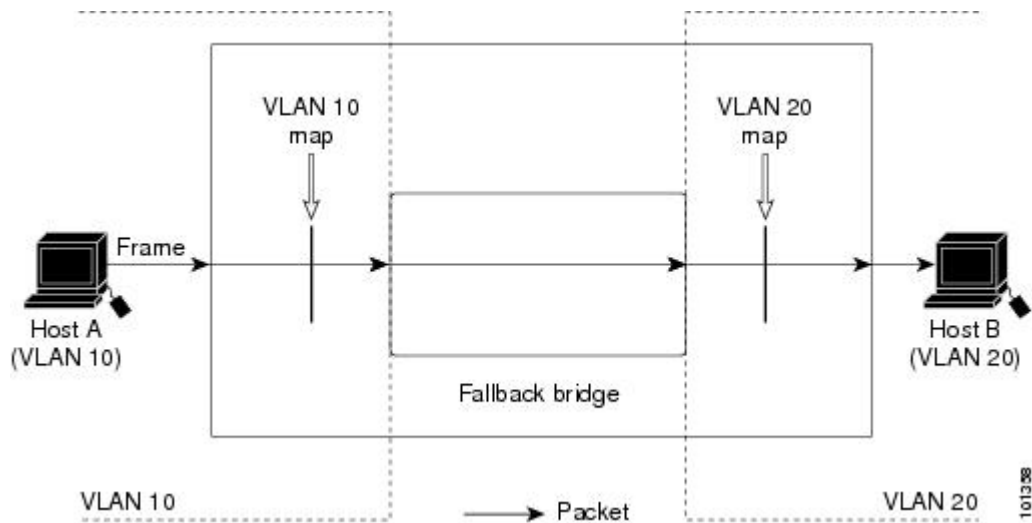 VLAN 10
map
VLAN 20
map
Frame
Host A
(VLAN 10)
Host B
(VLAN 20)
Fallback bridge
VLAN 10
Packet
VLAN 20
101358